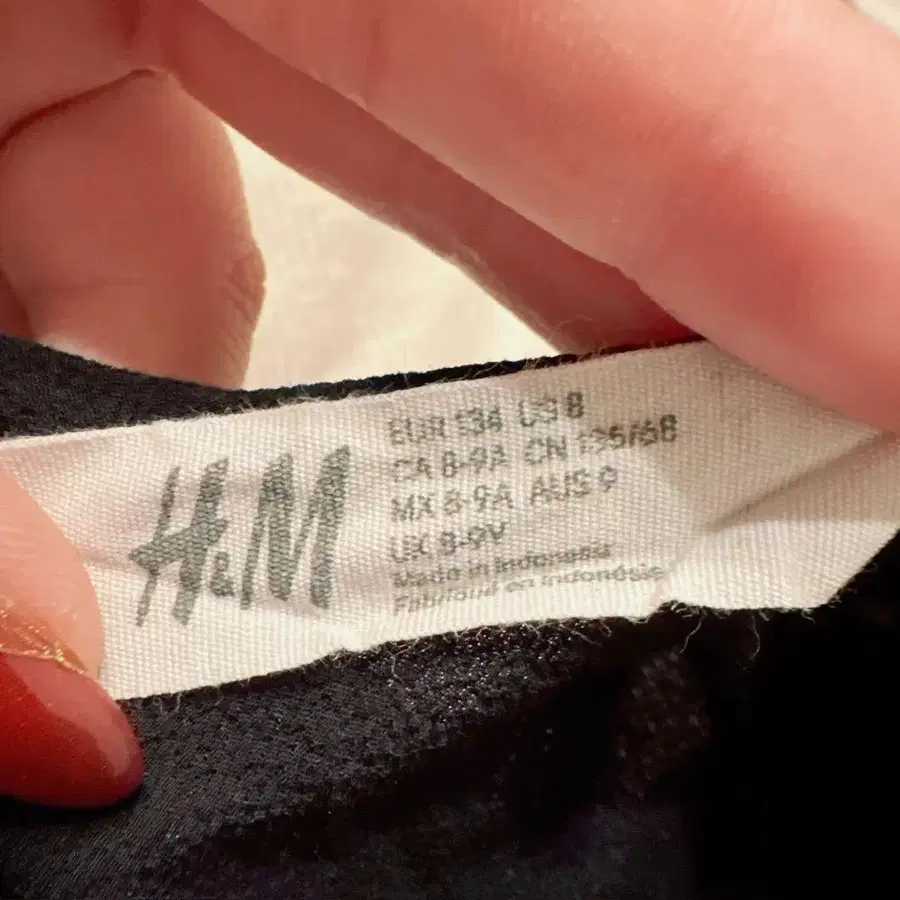 H&M
EUR 134 US 8
CA 8-9A CN 135/68
MX 8-9A AUS 9
UK 8-9Y
Made in Indonesia
Fabriqué en Indonésie